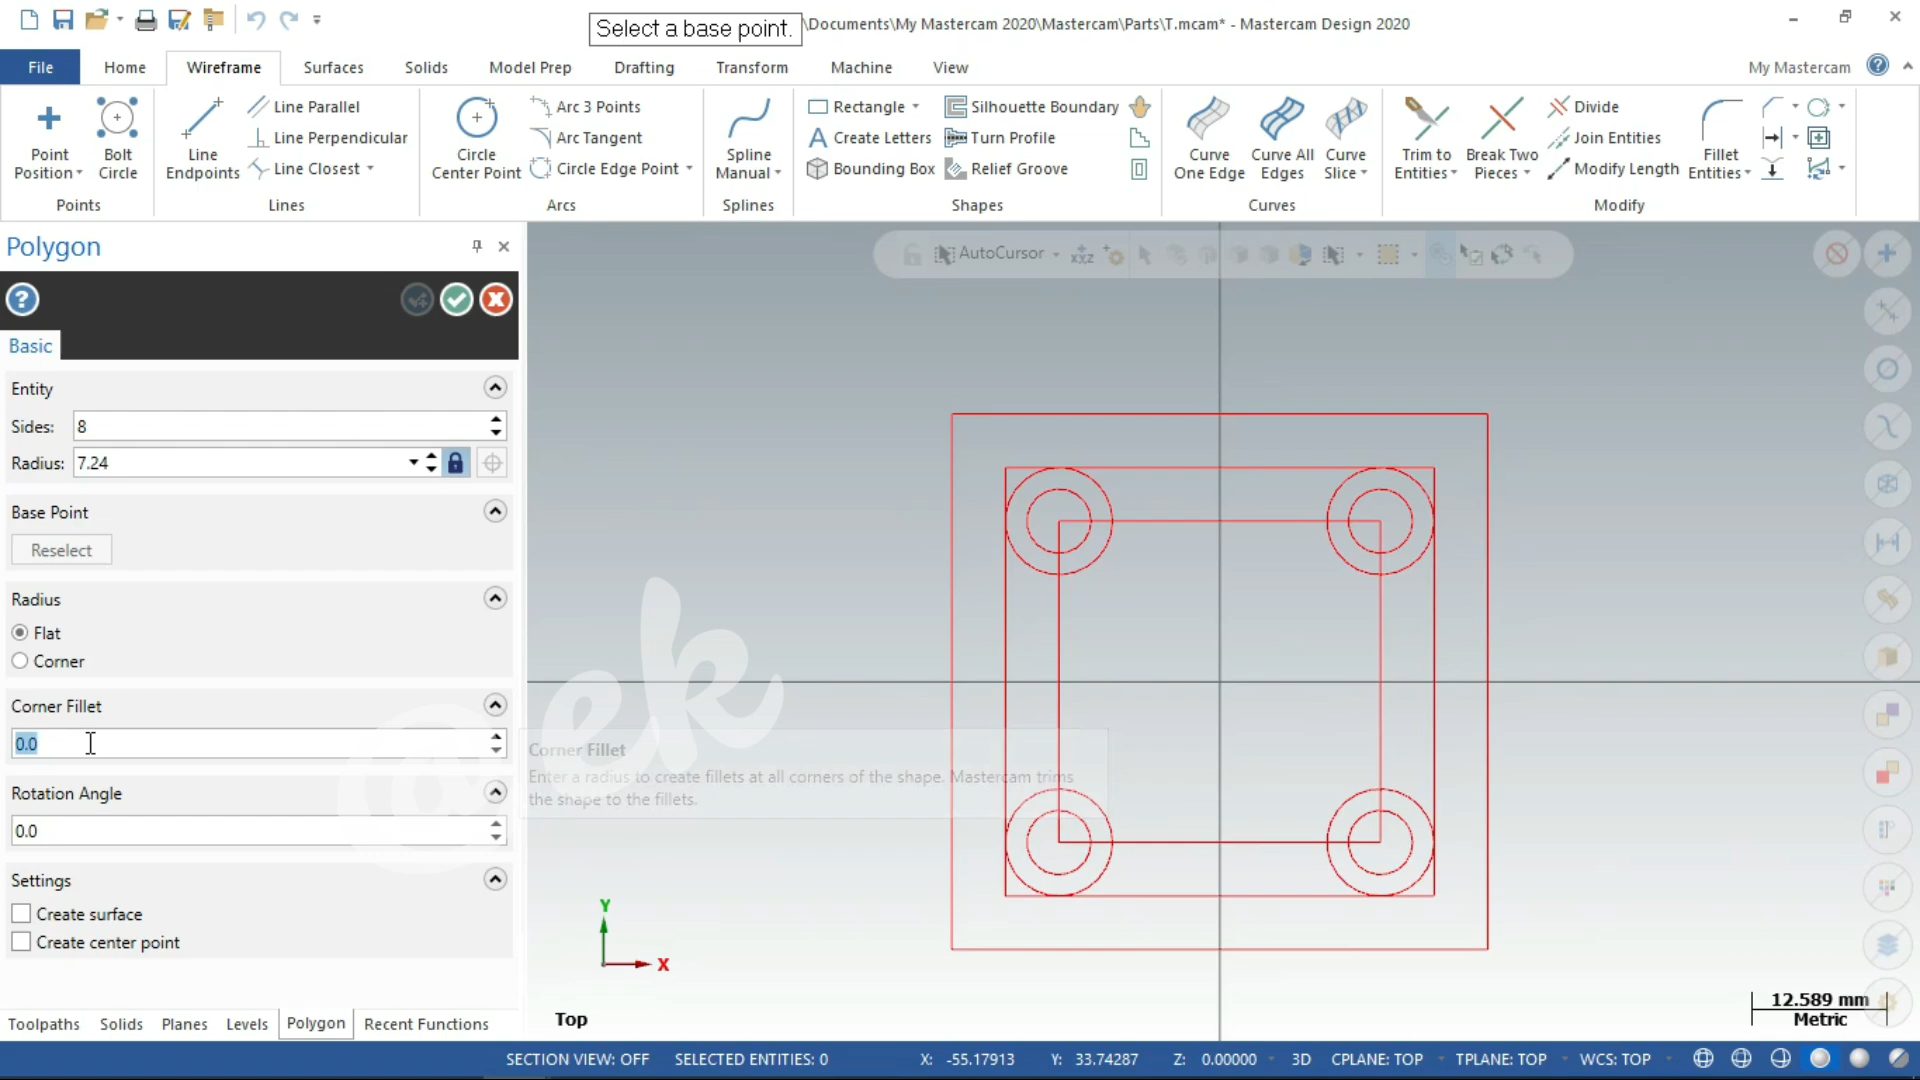 Select a base point.
\Documents\My Mastercam 2020\Mastercam\Parts\T.mcam* - Mastercam Design 2020
File Home Wireframe Surfaces Solids Model Prep Drafting Transform Machine View My Mastercam
Point Position
Bolt Circle
Points
Line Endpoints
Line Parallel
Line Perpendicular
Line Closest
Lines
Circle Center Point
Arc 3 Points
Arc Tangent
Circle Edge Point
Arcs
Spline Manual
Splines
Rectangle
Create Letters
Bounding Box
Silhouette Boundary
Turn Profile
Relief Groove
Shapes
Curve One Edge
Curve All Edges
Curve Slice
Curves
Trim to Entities
Break Two Pieces
Divide
Join Entities
Modify Length
Fillet Entities
Modify
Polygon
AutoCursor
Basic
Entity
Sides: 8
Radius: 7.24
Base Point
Reselect
Radius
Flat
Corner
Corner Fillet
0.0
Corner Fillet
Enter a radius to create fillets at all corners of the shape. Mastercam trims
the shape to the fillets.
@ek
Rotation Angle
0.0
Settings
Create surface
Create center point
Y
X
Top
12.589 mm
Metric
Toolpaths Solids Planes Levels Polygon Recent Functions
SECTION VIEW: OFF SELECTED ENTITIES: 0 X: -55.17913 Y: 33.74287 Z: 0.00000 3D CPLANE: TOP TPLANE: TOP WCS: TOP